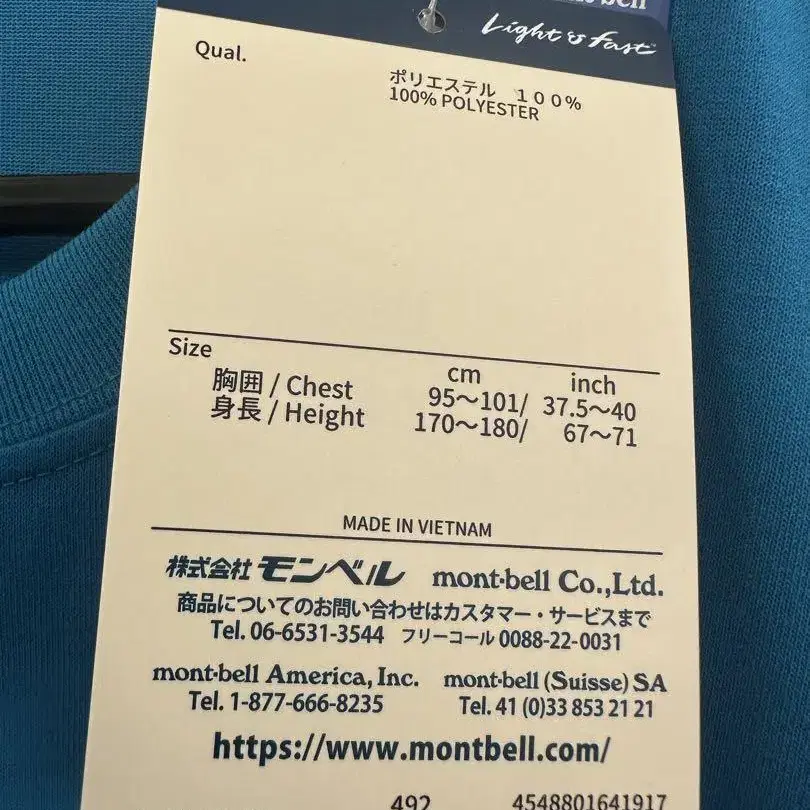 Light & Fast™
Qual.
ポリエステル 100%
100% POLYESTER
Size
cm inch
胸囲 / Chest 95〜101/ 37.5〜40
身長 / Height 170〜180/ 67〜71
MADE IN VIETNAM
株式会社 モンベル mont-bell Co.,Ltd.
商品についてのお問い合わせはカスタマー・サービスまで
Tel. 06-6531-3544 フリーコール 0088-22-0031
mont-bell America, Inc. mont-bell (Suisse) SA
Tel. 1-877-666-8235 Tel. 41 (0)33 853 21 21
https://www.montbell.com/
492 4548801641917